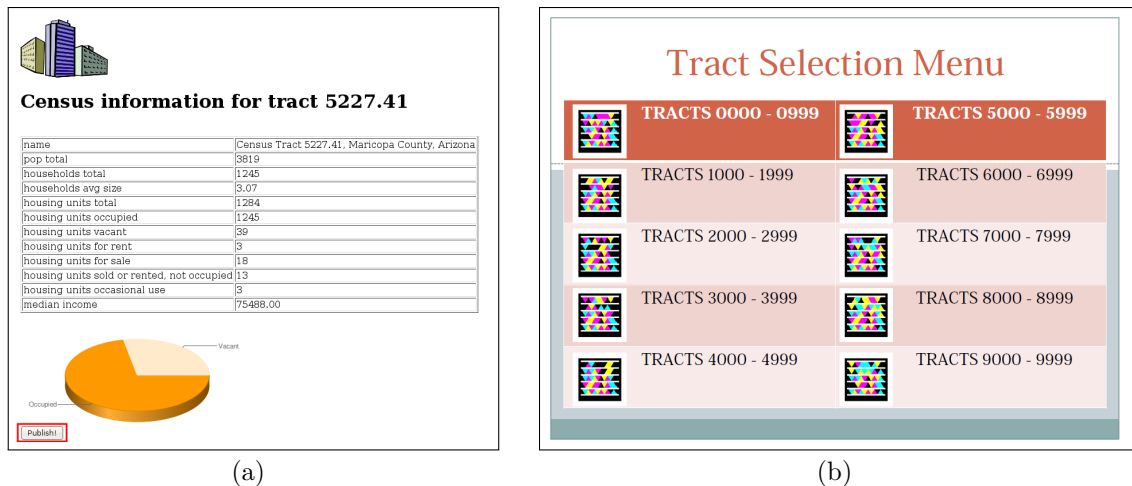 Census information for tract 5227.41
name Census Tract 5227.41, Maricopa County, Arizona
pop total 3819
households total 1245
households avg size 3.07
housing units total 1284
housing units occupied 1245
housing units vacant 39
housing units for rent 3
housing units for sale 18
housing units sold or rented, not occupied 13
housing units occasional use 3
median income 75488.00
Vacant
Occupied
Publish!
(a)
Tract Selection Menu
TRACTS 0000 - 0999 TRACTS 5000 - 5999
TRACTS 1000 - 1999 TRACTS 6000 - 6999
TRACTS 2000 - 2999 TRACTS 7000 - 7999
TRACTS 3000 - 3999 TRACTS 8000 - 8999
TRACTS 4000 - 4999 TRACTS 9000 - 9999
(b)